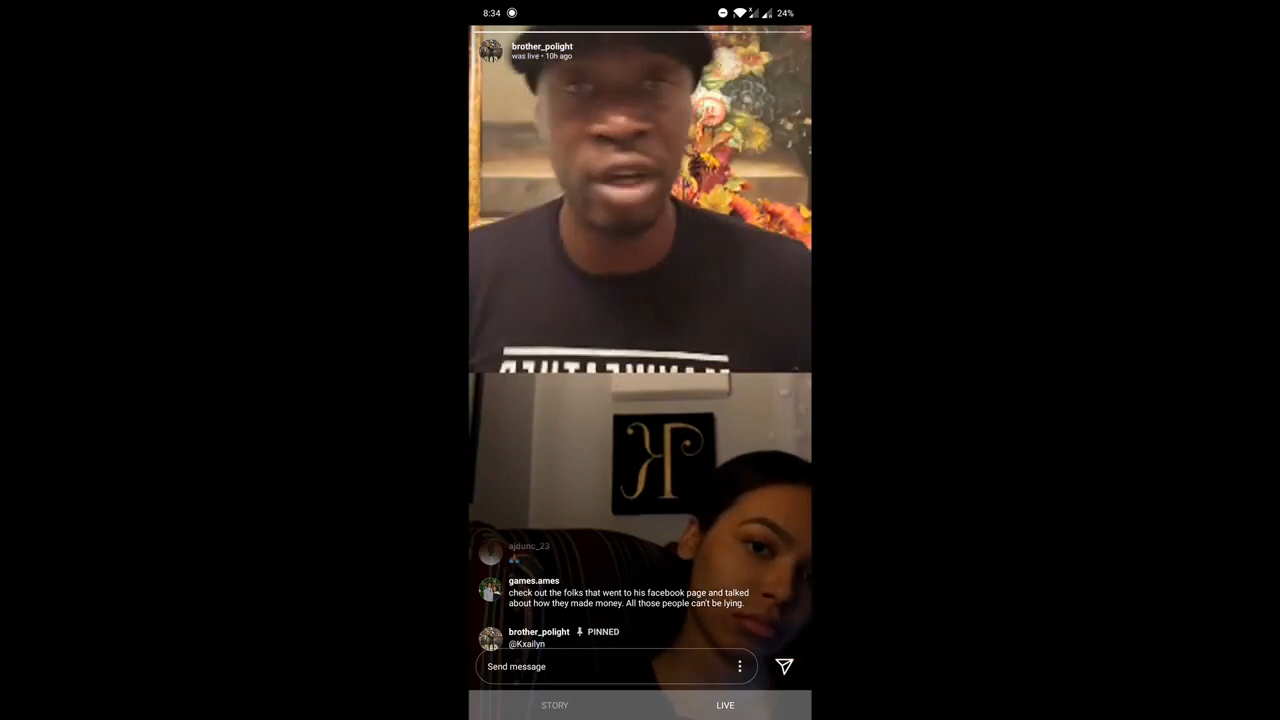 8:34
24%
brother_polight
was live • 10h ago
ajdunc_23
games.ames
check out the folks that went to his facebook page and talked
about how they made money. All those people can't be lying.
brother_polight PINNED
@Kxailyn
Send message
STORY
LIVE